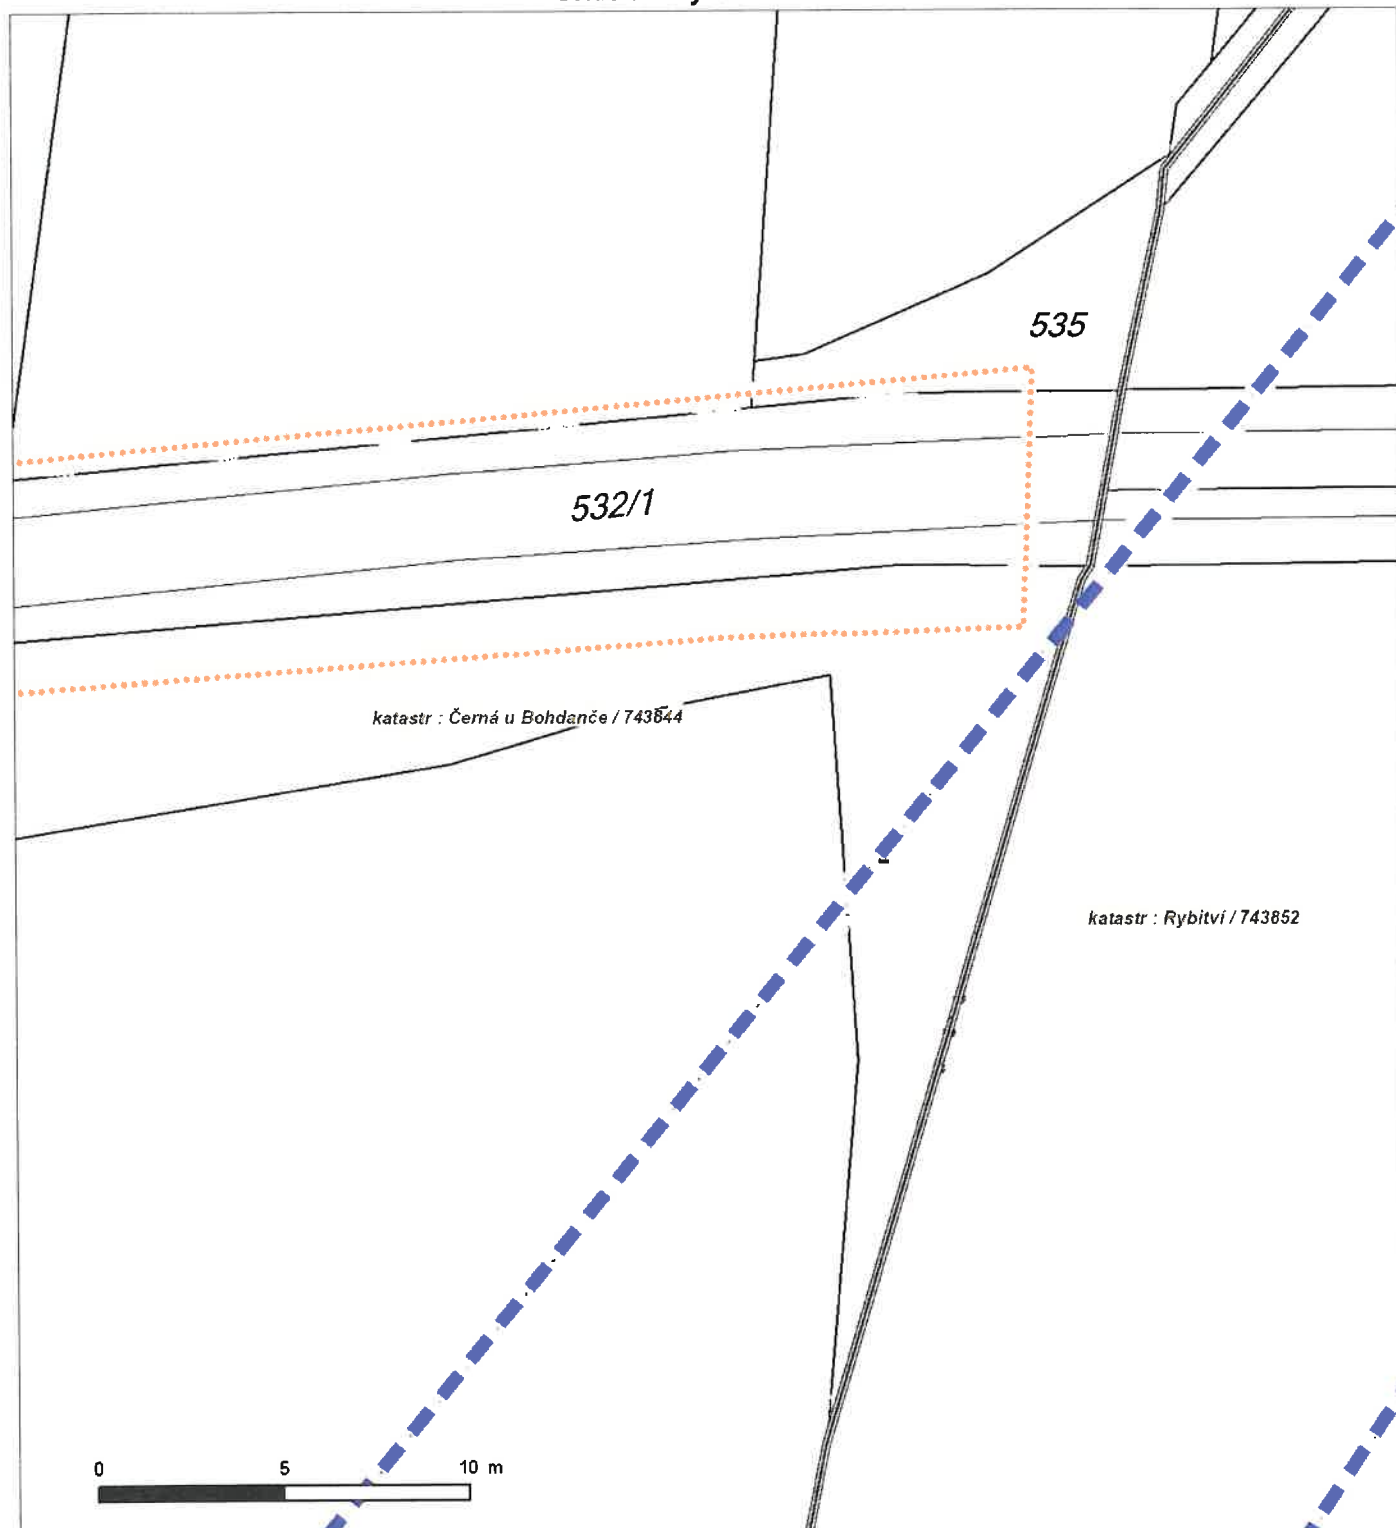 535
532/1
katastr : Černá u Bohdanče / 743844
katastr : Rybitví / 743852
0 5 10 m